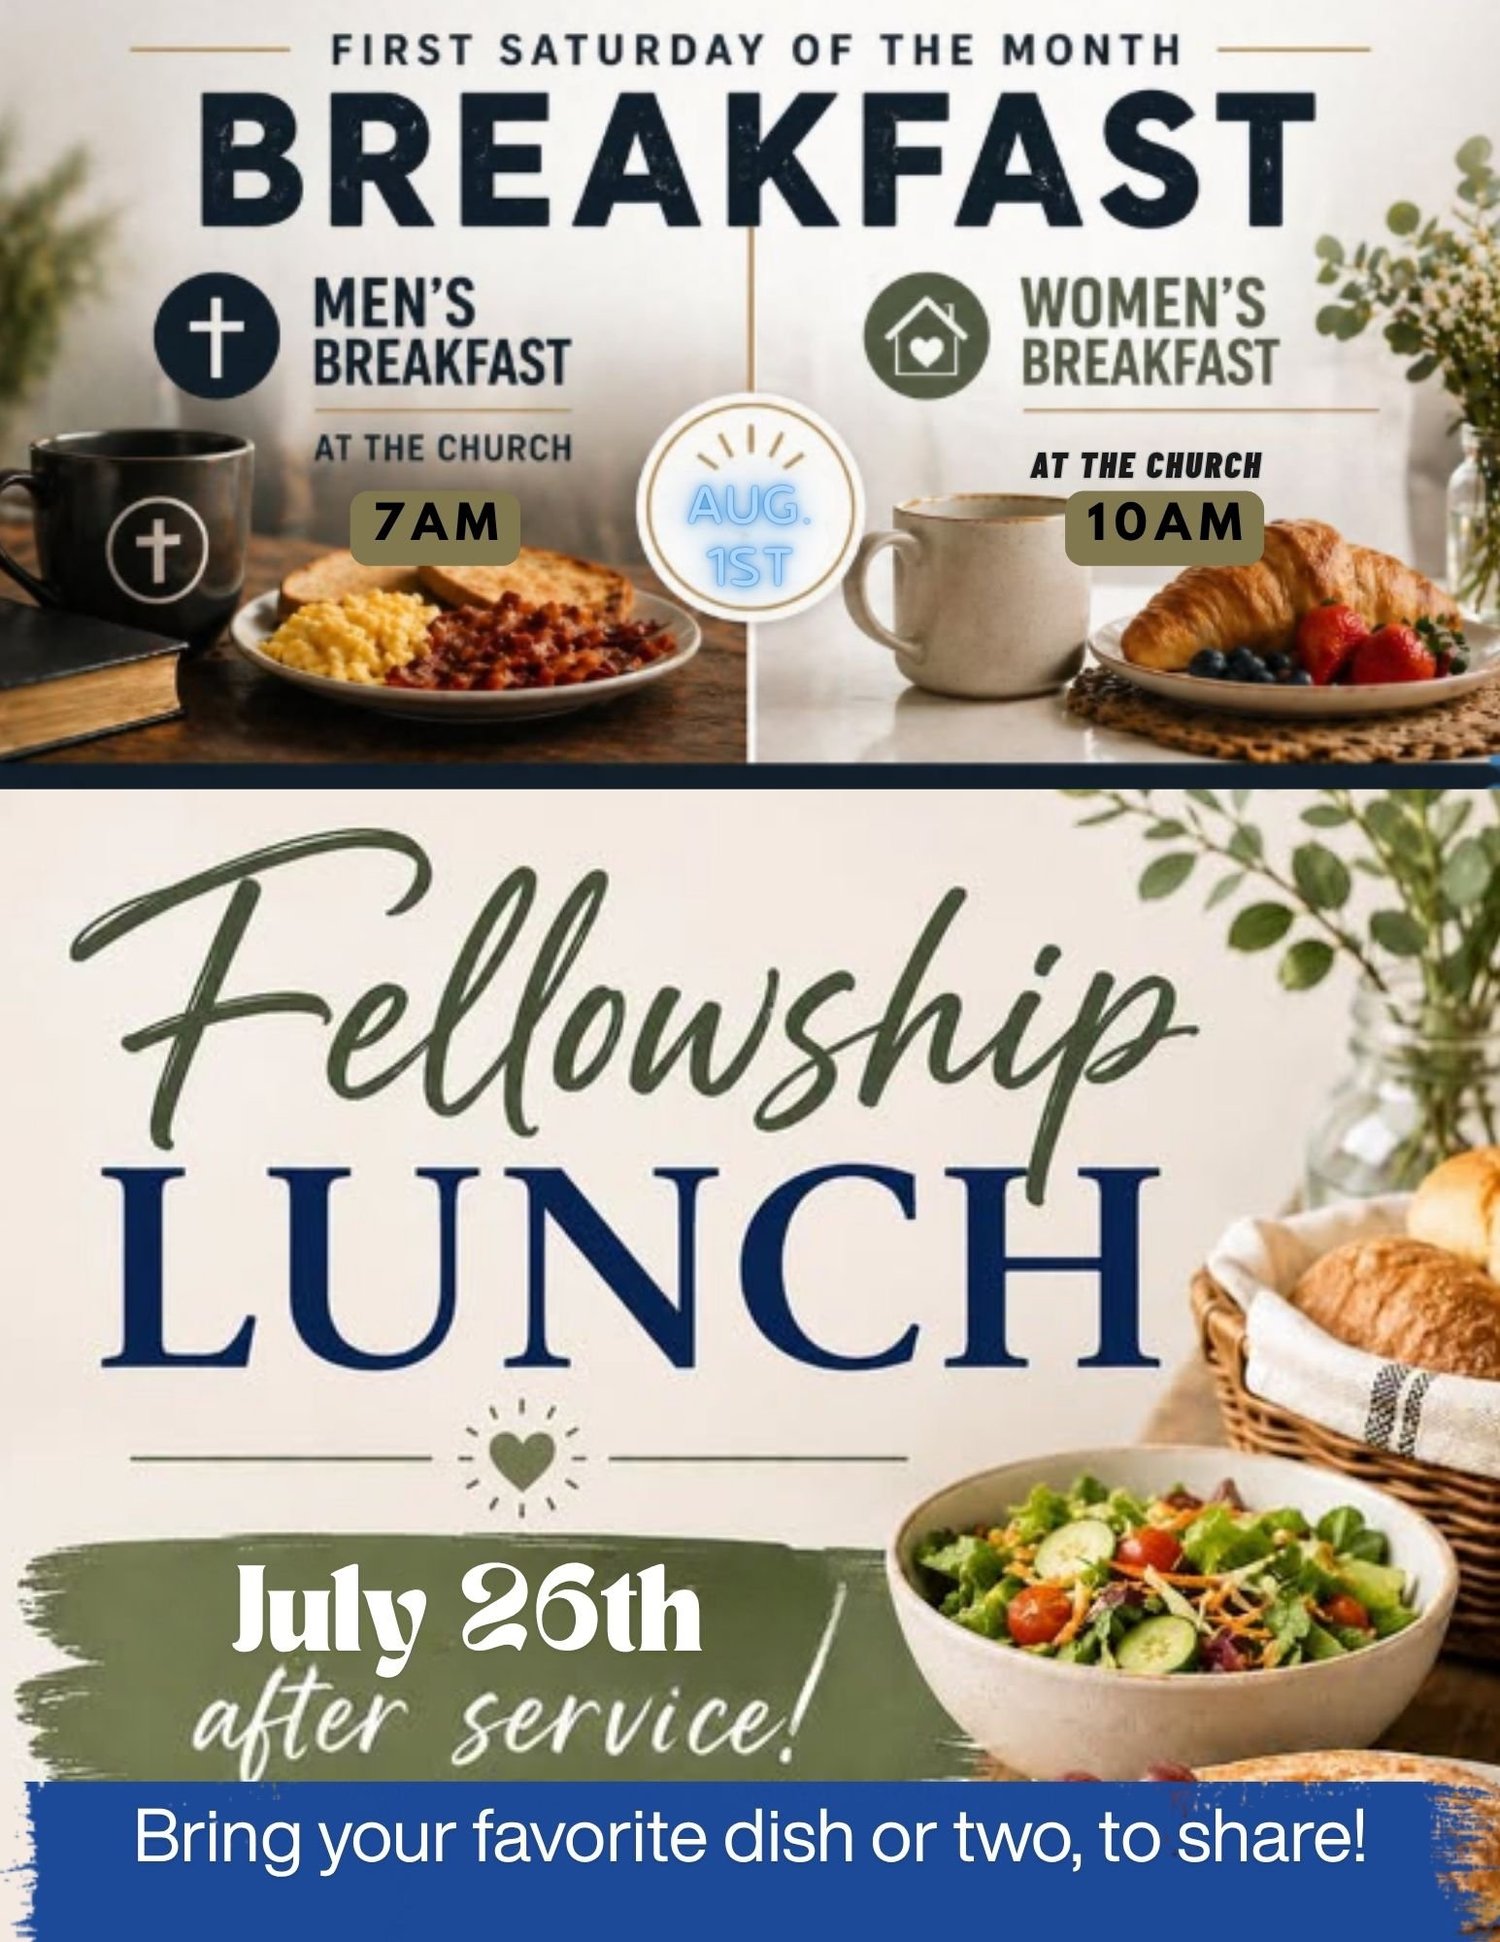 FIRST SATURDAY OF THE MONTH
BREAKFAST
MEN'S
BREAKFAST
AT THE CHURCH
7AM
AUG.
1ST
WOMEN'S
BREAKFAST
AT THE CHURCH
10AM
Fellowship
LUNCH
July 26th
after service!
Bring your favorite dish or two, to share!